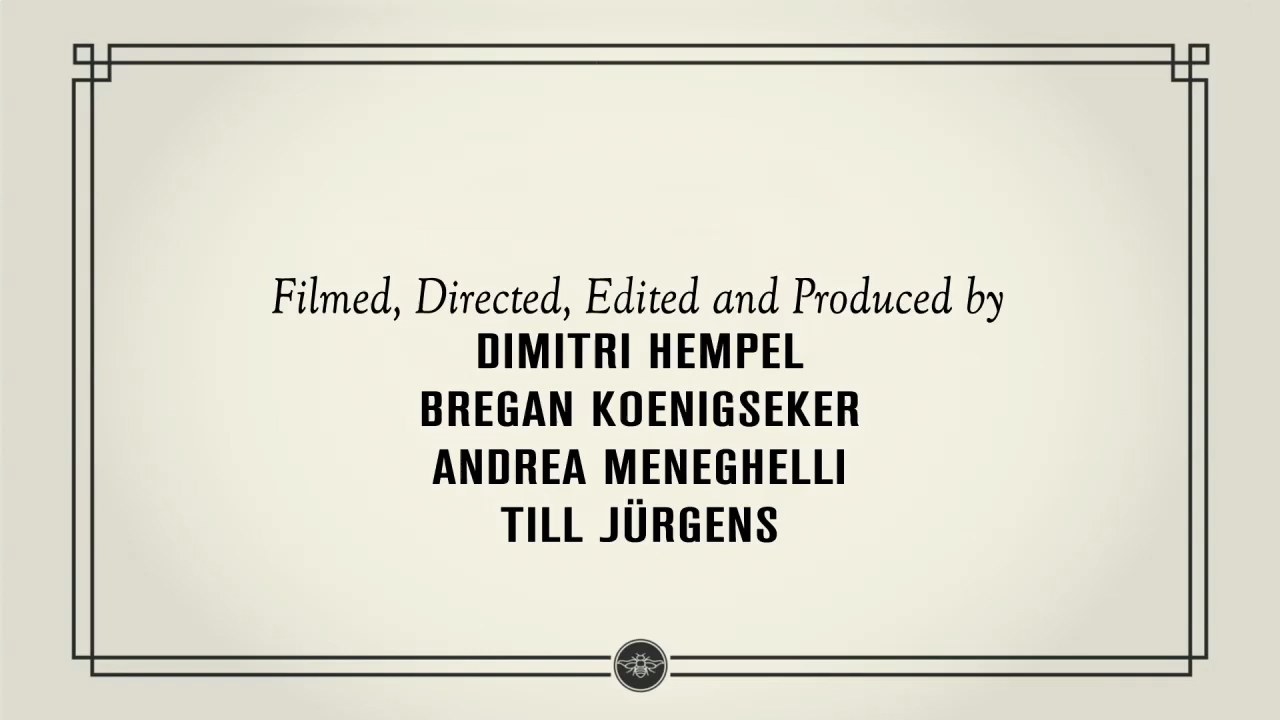 Filmed, Directed, Edited and Produced by
DIMITRI HEMPEL
BREGAN KOENIGSEKER
ANDREA MENEGHELLI
TILL JÜRGENS